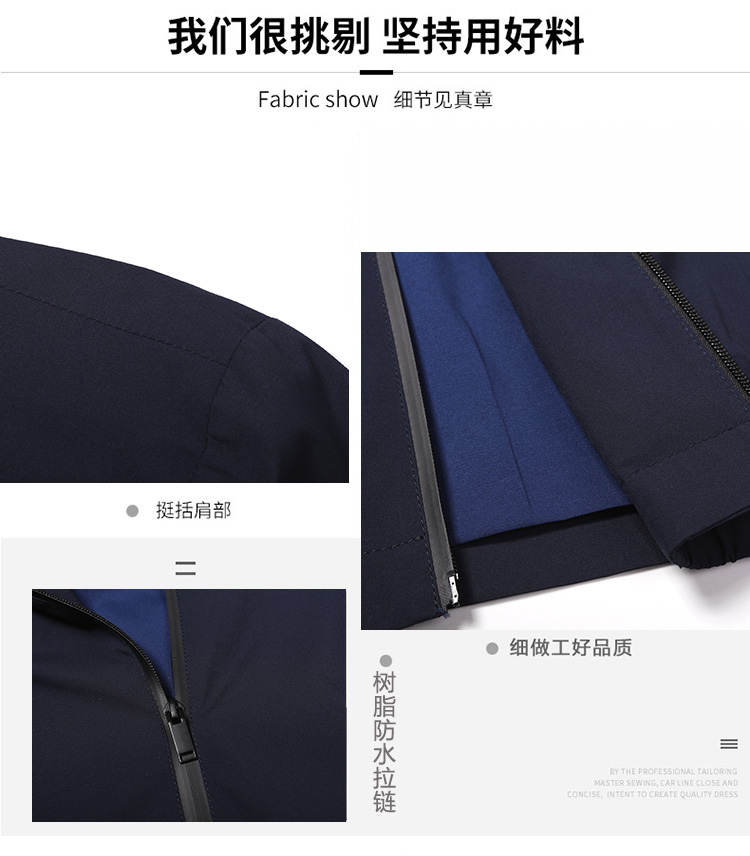 我们很挑剔 坚持用好料
Fabric show 细节见真章
挺括肩部
细做工好品质
树脂防水拉链
BY THE PROFESSIONAL TAILORING
MASTER SEWING, CAR LINE CLOSE AND
CONCISE, INTENT TO CREATE QUALITY DRESS